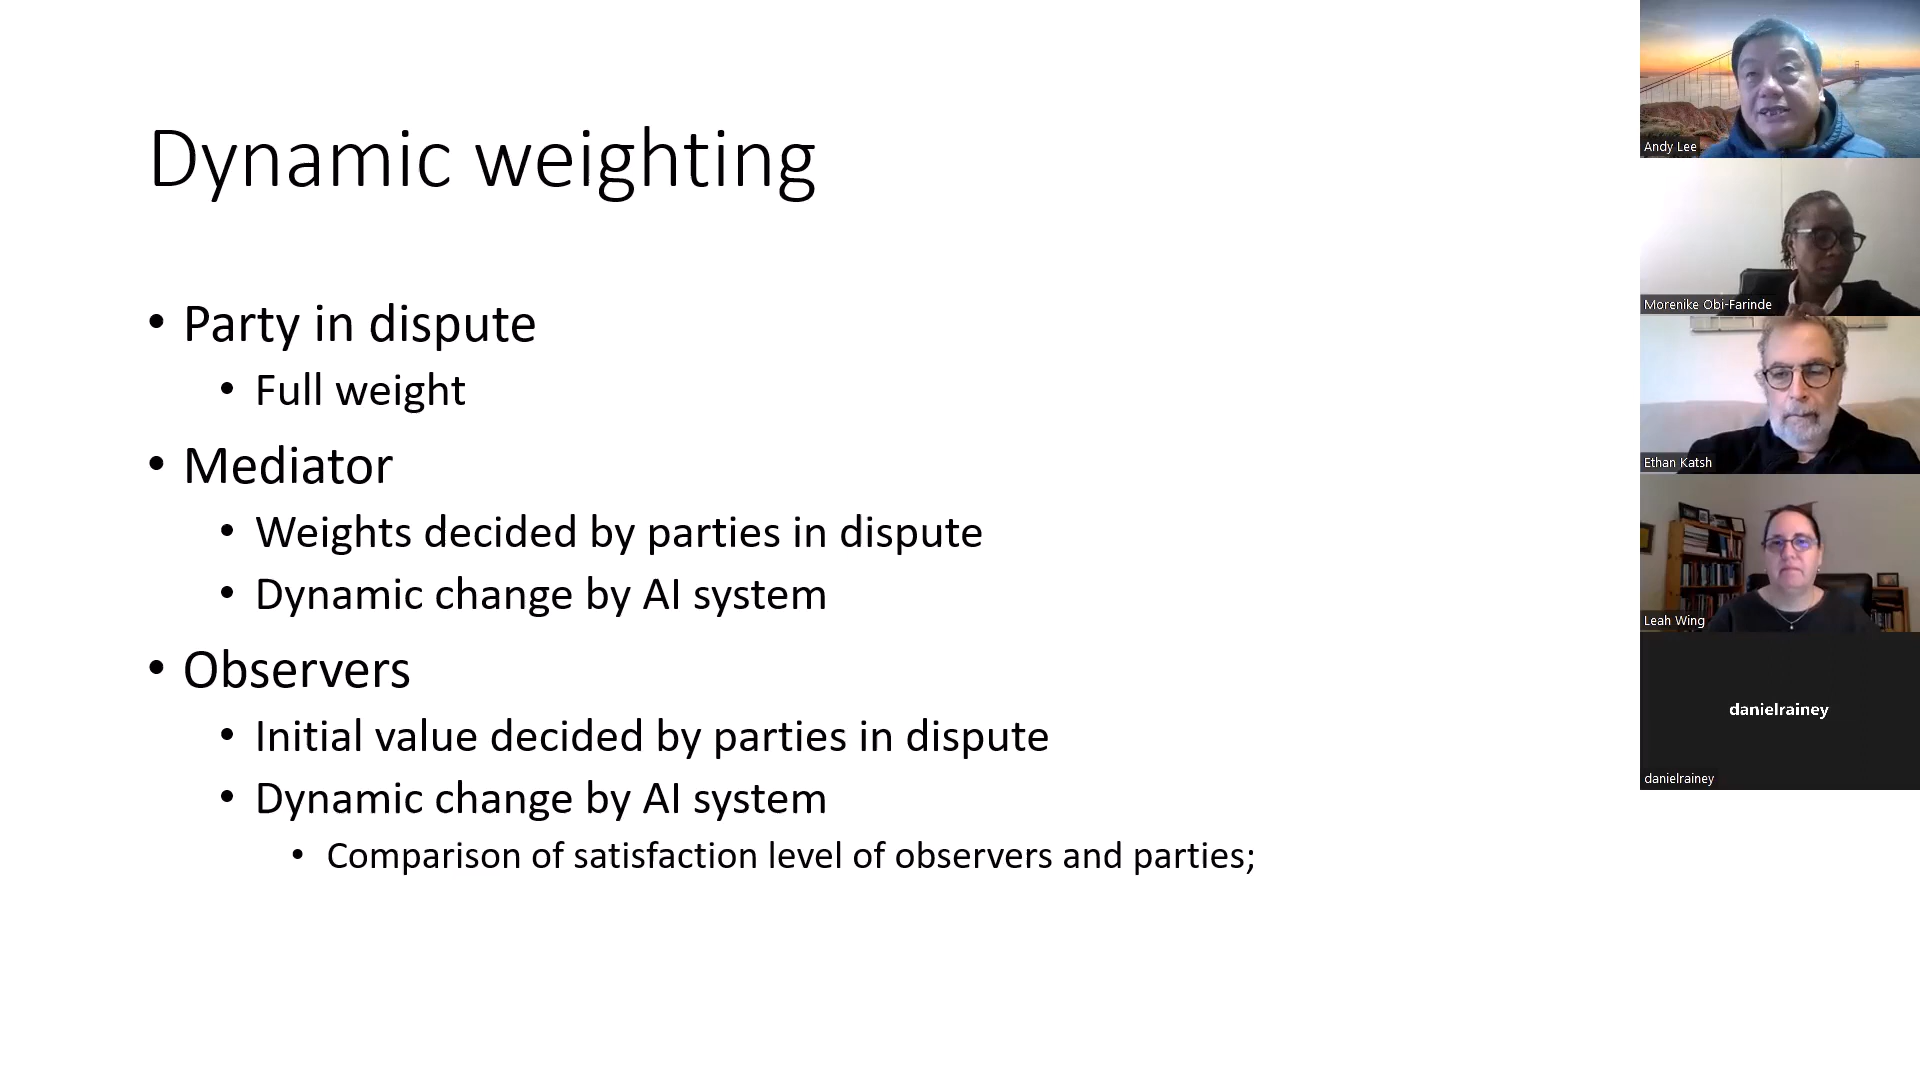 Dynamic weighting
• Party in dispute
• Full weight
• Mediator
• Weights decided by parties in dispute
• Dynamic change by AI system
• Observers
• Initial value decided by parties in dispute
• Dynamic change by AI system
• Comparison of satisfaction level of observers and parties;
Andy Lee
Morenike Obi-Farinde
Ethan Katsh
Leah Wing
danielrainey
danielrainey